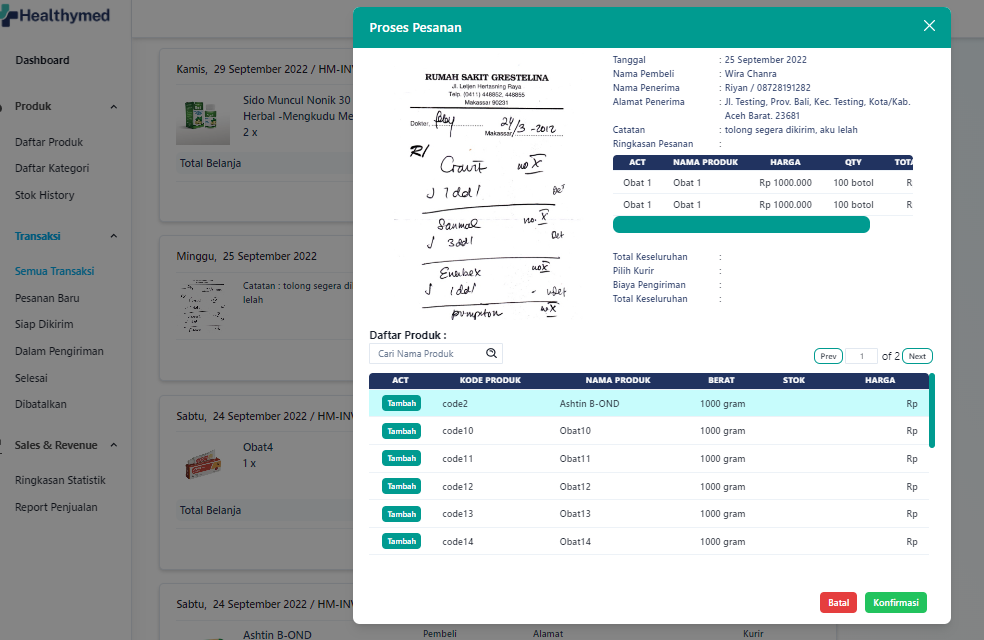 Healthymed
Dashboard
Produk
Daftar Produk
Daftar Kategori
Stok History
Transaksi
Semua Transaksi
Pesanan Baru
Siap Dikirim
Dalam Pengiriman
Selesai
Dibatalkan
Sales & Revenue
Ringkasan Statistik
Report Penjualan
Kamis, 29 September 2022 / HM-INV
Sido Muncul Nonik 30
Herbal -Mengkudu Me
2 x
Total Belanja
Minggu, 25 September 2022
Catatan : tolong segera di
lelah
Sabtu, 24 September 2022 / HM-INV
Obat4
1 x
Total Belanja
Sabtu, 24 September 2022 / HM-INV
Ashtin B-OND
Pembeli Alamat Kurir
Proses Pesanan
RUMAH SAKIT GRESTELINA
Jl. Letjen Hertasning Raya
Telp. (0411) 448852, 448855
Makassar 90231
Dokter
Makassar 24/3 -2012
R/
no X
Sanmol no. X
3 dd 1
no X
1 dd 1
Tanggal : 25 September 2022
Nama Pembeli : Wira Chanra
Nama Penerima : Riyan / 08728191282
Alamat Penerima : Jl. Testing, Prov. Bali, Kec. Testing, Kota/Kab.
Aceh Barat. 23681
Catatan : tolong segera dikirim, aku lelah
Ringkasan Pesanan :
ACT NAMA PRODUK HARGA QTY TOTA
Obat 1 Obat 1 Rp 1000.000 100 botol R
Obat 1 Obat 1 Rp 1000.000 100 botol R
Total Keseluruhan :
Pilih Kurir :
Biaya Pengiriman :
Total Keseluruhan :
Daftar Produk :
Cari Nama Produk
Prev 1 of 2 Next
ACT KODE PRODUK NAMA PRODUK BERAT STOK HARGA
Tambah code2 Ashtin B-OND 1000 gram Rp
Tambah code10 Obat10 1000 gram Rp
Tambah code11 Obat11 1000 gram Rp
Tambah code12 Obat12 1000 gram Rp
Tambah code13 Obat13 1000 gram Rp
Tambah code14 Obat14 1000 gram Rp
Batal Konfirmasi